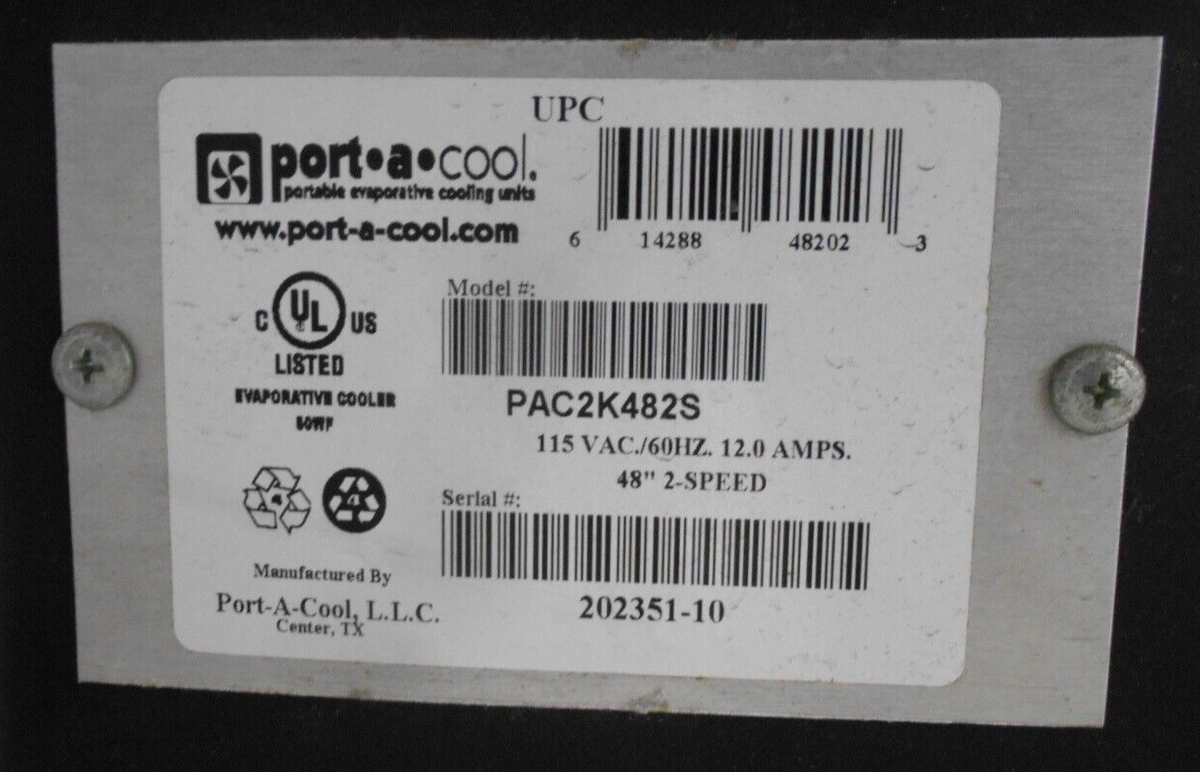 UPC
port•a•cool.
portable evaporative cooling units
www.port-a-cool.com
6 14288 48202 3
Model #:
C UL US
LISTED
EVAPORATIVE COOLER
PAC2K482S
115 VAC./60HZ. 12.0 AMPS.
48" 2-SPEED
Serial #:
4 4
Manufactured By
Port-A-Cool, L.L.C.
Center, TX
202351-10